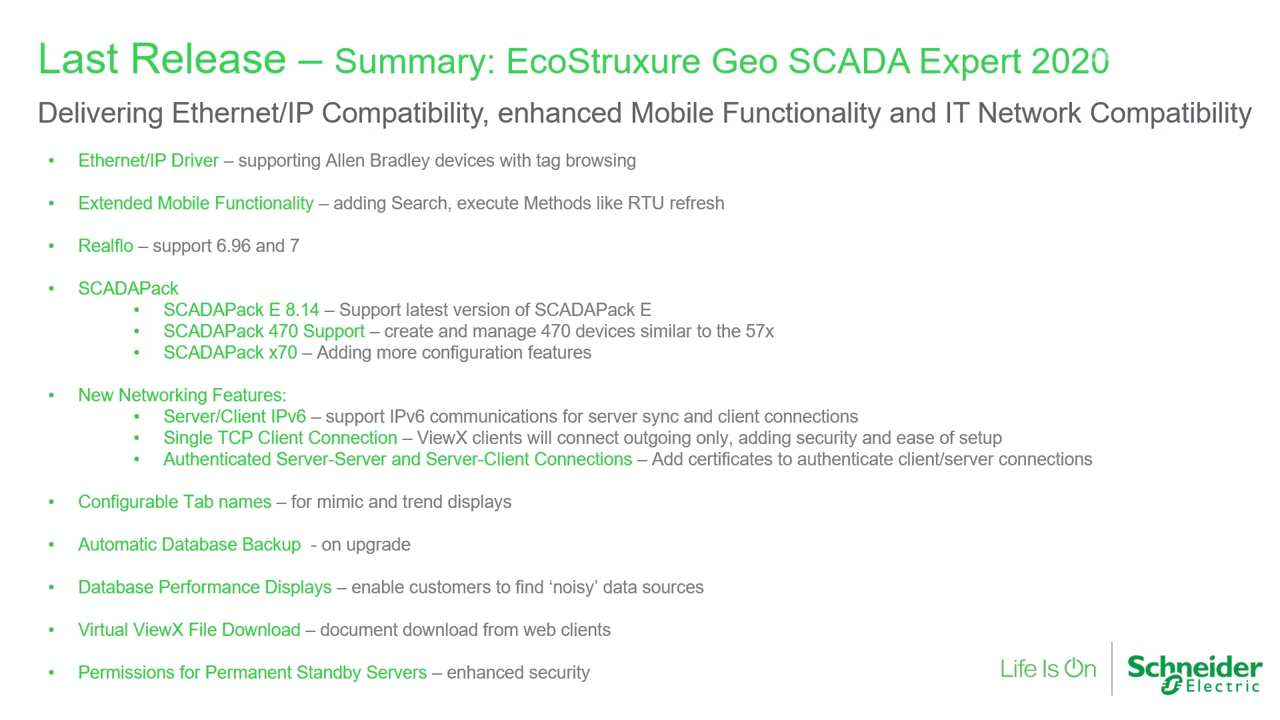 Last Release – Summary: EcoStruxure Geo SCADA Expert 2020
Delivering Ethernet/IP Compatibility, enhanced Mobile Functionality and IT Network Compatibility
• Ethernet/IP Driver – supporting Allen Bradley devices with tag browsing
• Extended Mobile Functionality – adding Search, execute Methods like RTU refresh
• Realflo – support 6.96 and 7
• SCADAPack
• SCADAPack E 8.14 – Support latest version of SCADAPack E
• SCADAPack 470 Support – create and manage 470 devices similar to the 57x
• SCADAPack x70 – Adding more configuration features
• New Networking Features:
• Server/Client IPv6 – support IPv6 communications for server sync and client connections
• Single TCP Client Connection – ViewX clients will connect outgoing only, adding security and ease of setup
• Authenticated Server-Server and Server-Client Connections – Add certificates to authenticate client/server connections
• Configurable Tab names – for mimic and trend displays
• Automatic Database Backup - on upgrade
• Database Performance Displays – enable customers to find ‘noisy’ data sources
• Virtual ViewX File Download – document download from web clients
• Permissions for Permanent Standby Servers – enhanced security
Life Is On
Schneider
Electric